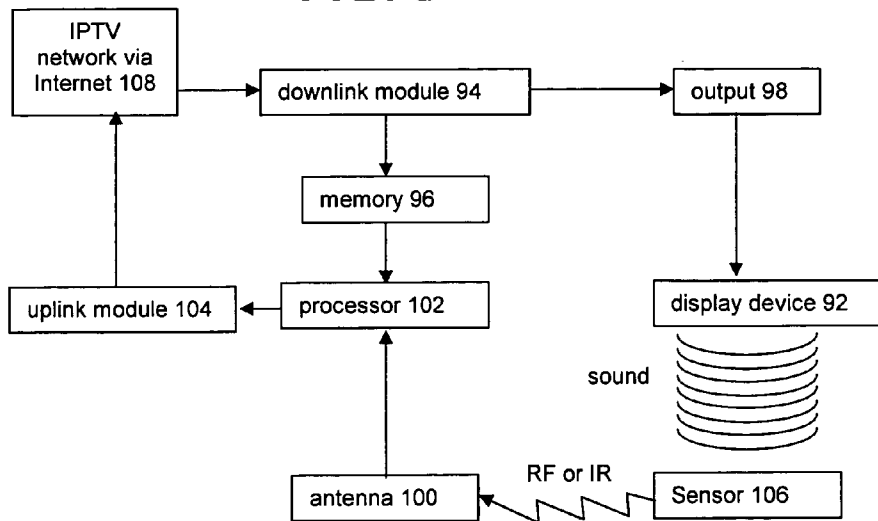 IPTV
network via
Internet 108
downlink module 94
output 98
memory 96
uplink module 104
processor 102
display device 92
sound
RF or IR
antenna 100
Sensor 106